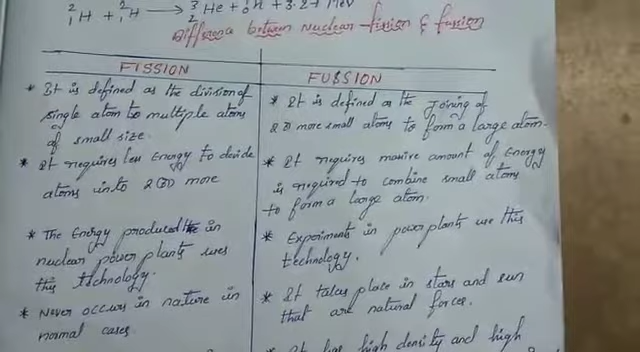 ²₁H + ²₁H ⟶ ³₂He + ¹₀n + 3.27 MeV
Difference between Nuclear fission & fussion
FISSION
* It is defined as the division of
single atom to multiple atoms
of small size.
* It requires less Energy to divide
atoms into 2 (or) more
* The Energy produced in
nuclear power plants uses
this technology.
* Never occurs in nature in
normal cases.
FUSSION
* It is defined as the Joining of
2 or more small atoms to form a large atom.
* It requires massive amount of Energy
is required to combine small atoms
to form a large atom.
* Experiments in power plants use this
technology.
* It takes place in stars and sun
that are natural forces.
* It has high density and high